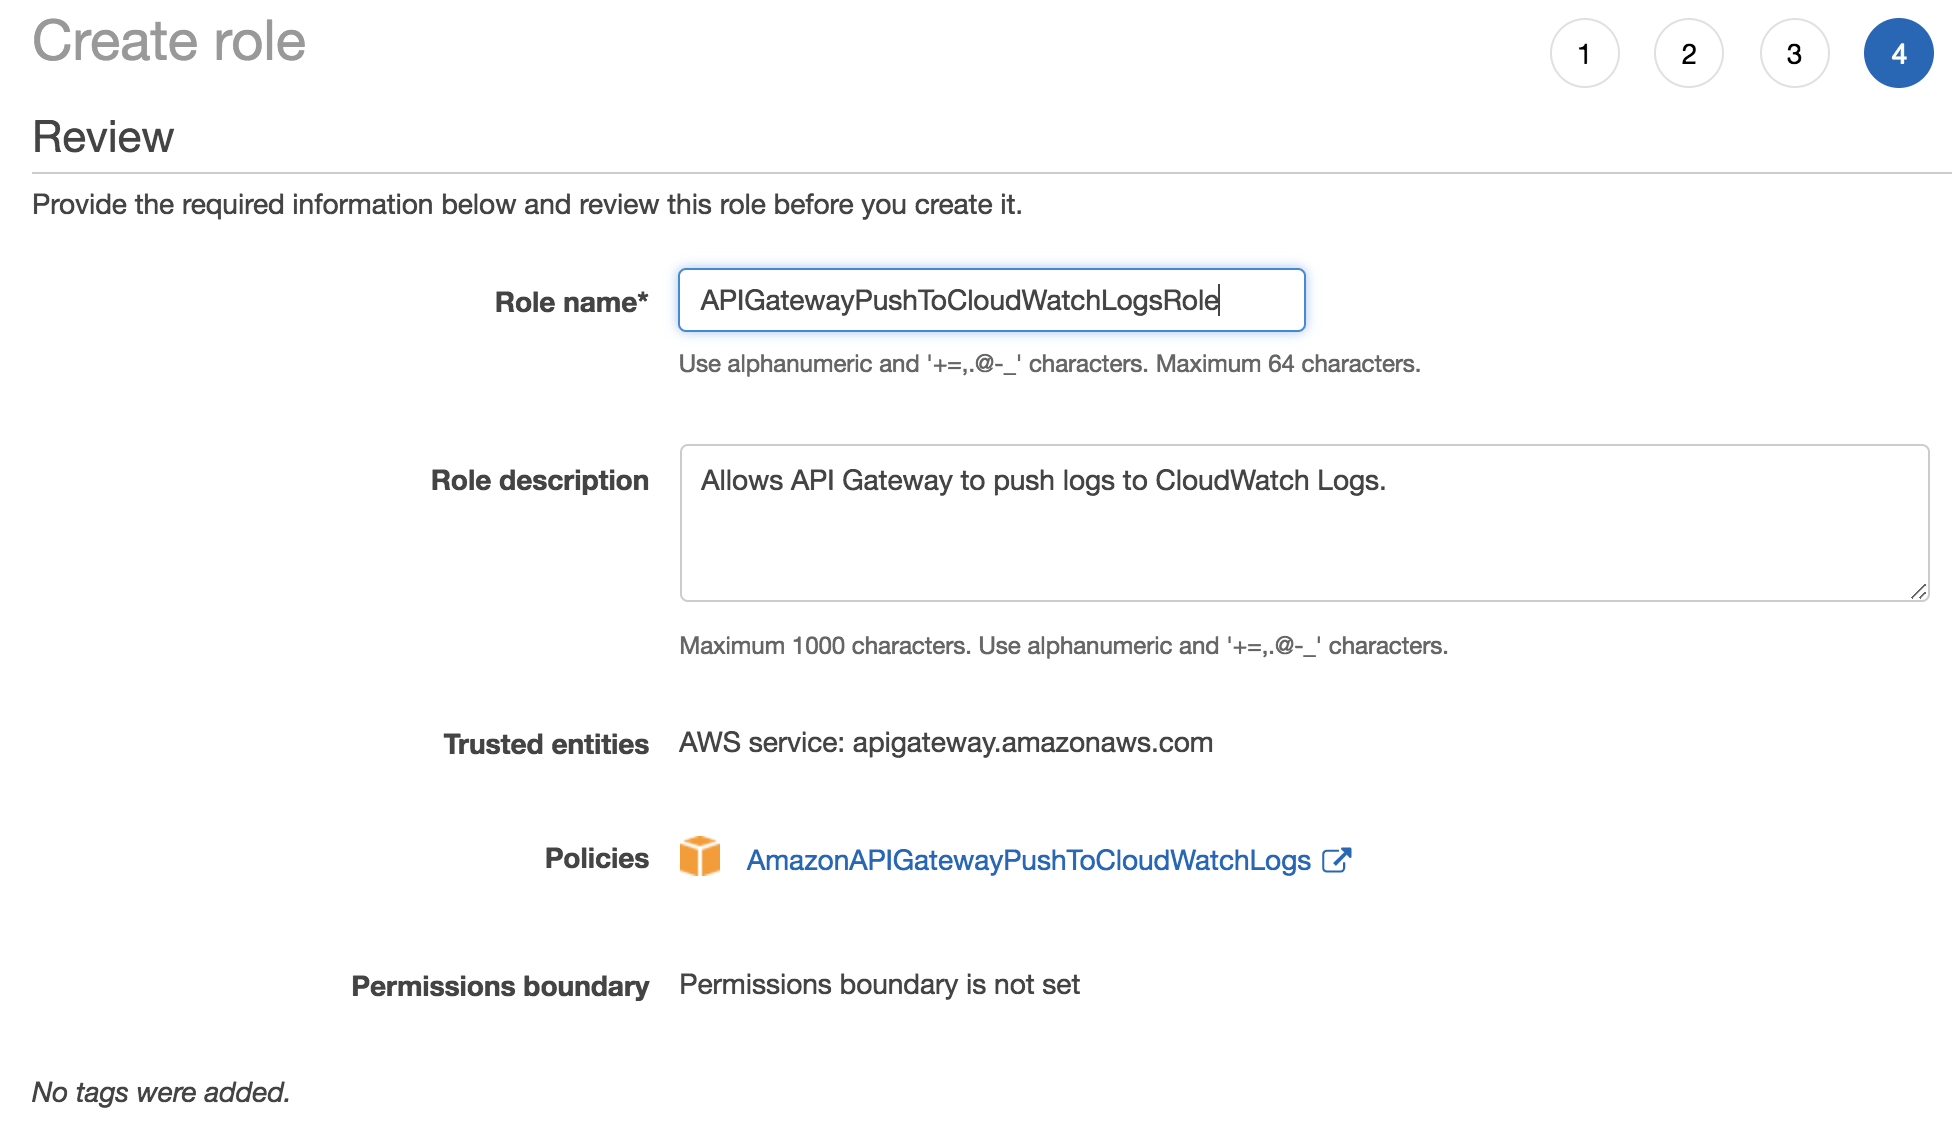 Create role
1 2 3 4
Review
Provide the required information below and review this role before you create it.
Role name* APIGatewayPushToCloudWatchLogsRole
Use alphanumeric and '+=,.@-_' characters. Maximum 64 characters.
Role description Allows API Gateway to push logs to CloudWatch Logs.
Maximum 1000 characters. Use alphanumeric and '+=,.@-_' characters.
Trusted entities AWS service: apigateway.amazonaws.com
Policies AmazonAPIGatewayPushToCloudWatchLogs
Permissions boundary Permissions boundary is not set
No tags were added.